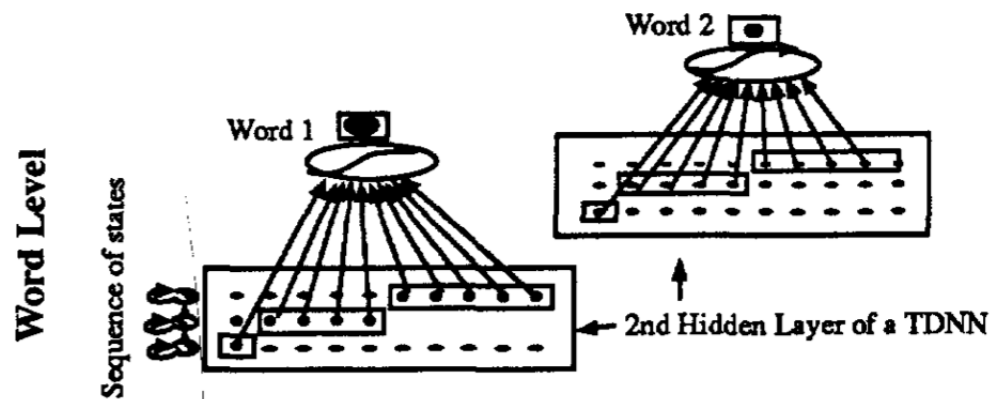 Word 2
Word 1
Word Level
Sequence of states
2nd Hidden Layer of a TDNN